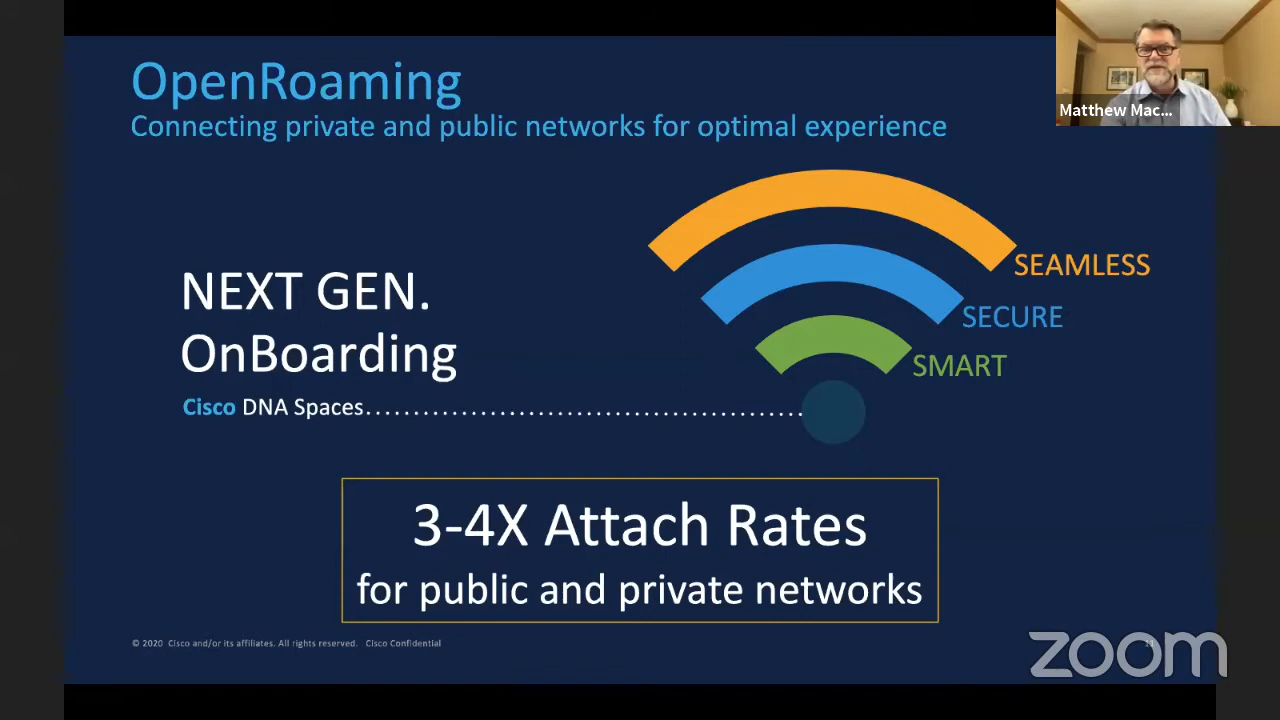 OpenRoaming
Connecting private and public networks for optimal experience
Matthew Mac...
SEAMLESS
SECURE
SMART
NEXT GEN.
OnBoarding
Cisco DNA Spaces......................................................
3-4X Attach Rates
for public and private networks
© 2020 Cisco and/or its affiliates. All rights reserved. Cisco Confidential
zoom